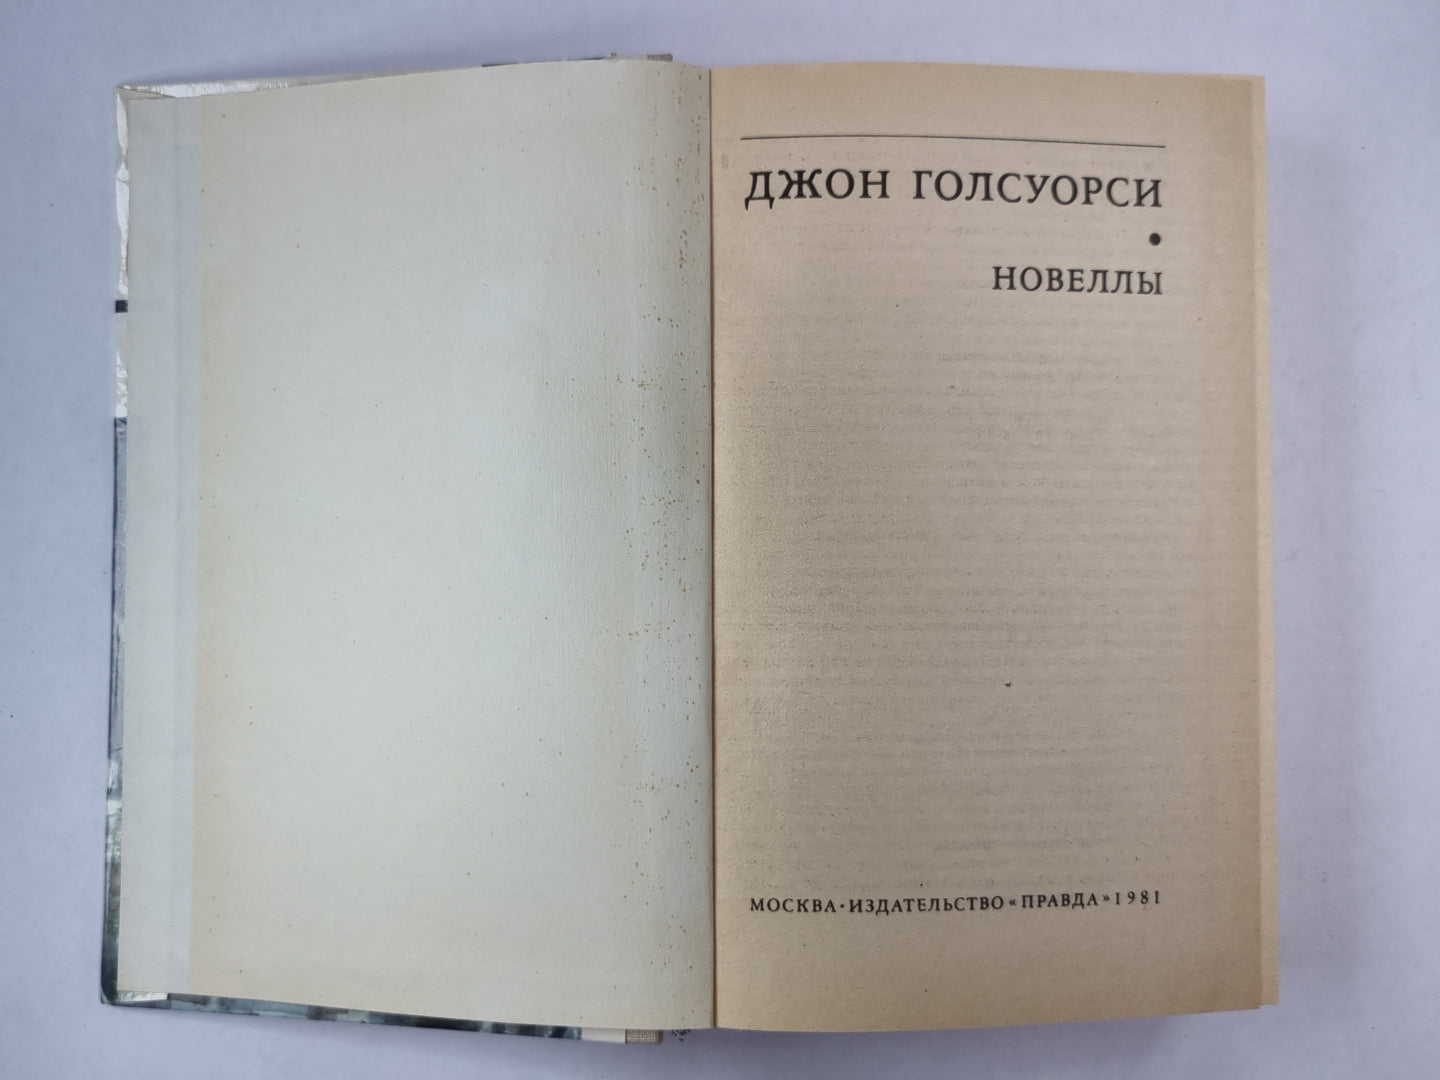 ДЖОН ГОЛСУОРСИ
•
НОВЕЛЛЫ
МОСКВА•ИЗДАТЕЛЬСТВО «ПРАВДА» 1981